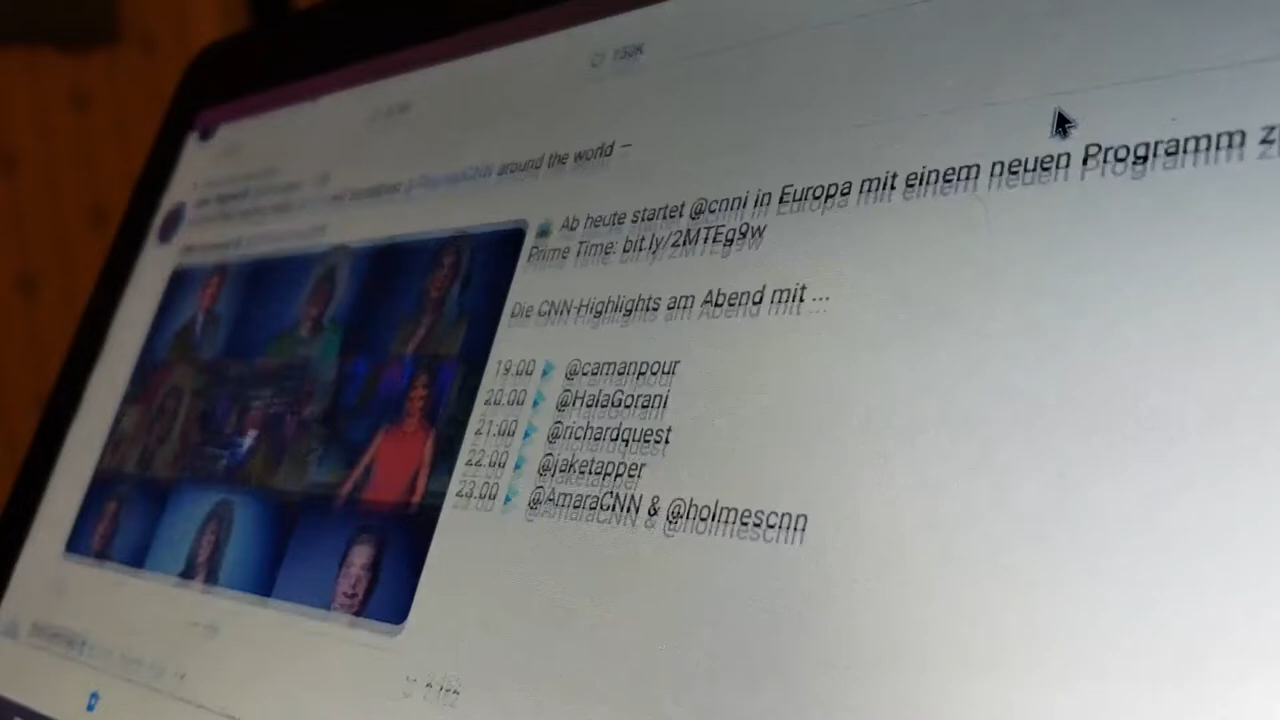 150K
around the world –
Ab heute startet @cnni in Europa mit einem neuen Programm z
Prime Time: bit.ly/2MTEg9w
Die CNN-Highlights am Abend mit ...
19:00 @camanpour
20:00 @HalaGorani
21:00 @richardquest
22:00 @jaketapper
23:00 @AmaraCNN & @holmescnn